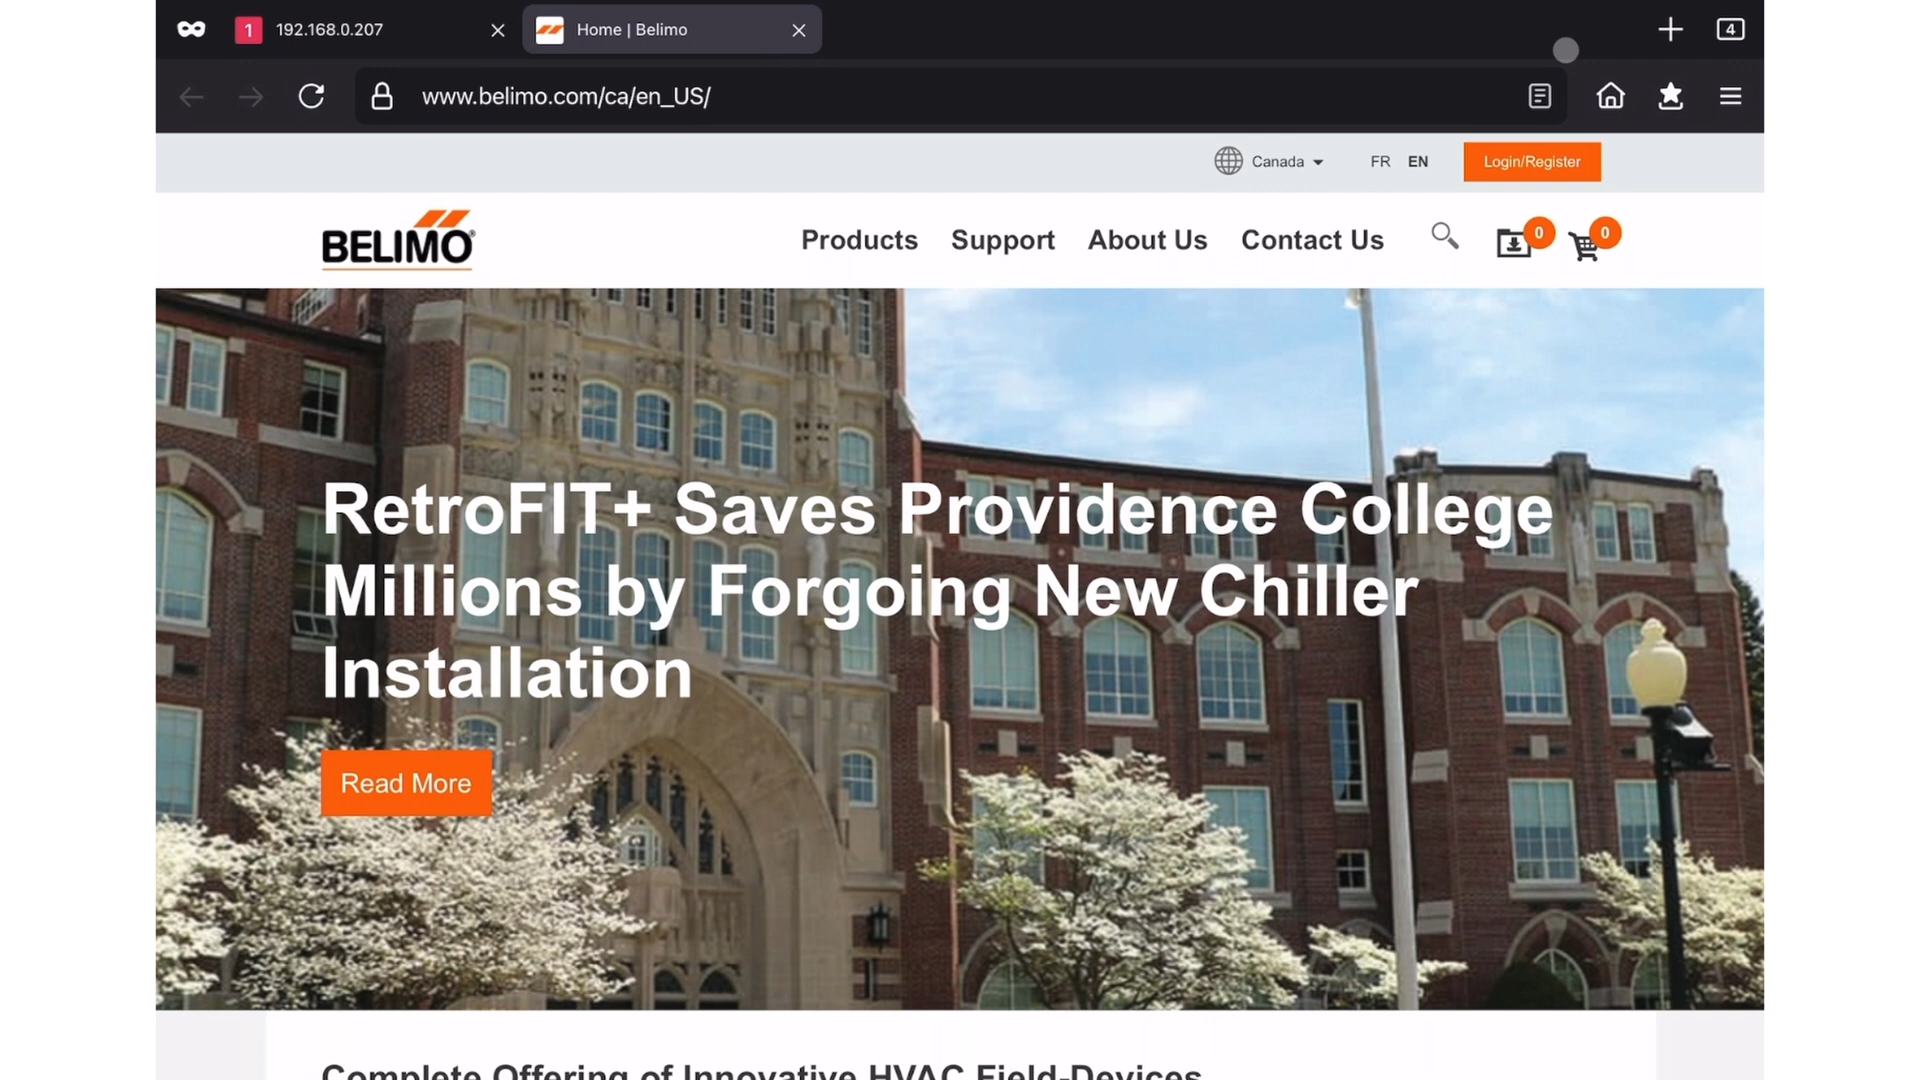 1 192.168.0.207 Home | Belimo 4
www.belimo.com/ca/en_US/
Canada FR EN Login/Register
BELIMO® Products Support About Us Contact Us 0 0
RetroFIT+ Saves Providence College
Millions by Forgoing New Chiller
Installation
Read More
Complete Offering of Innovative HVAC Field-Devices